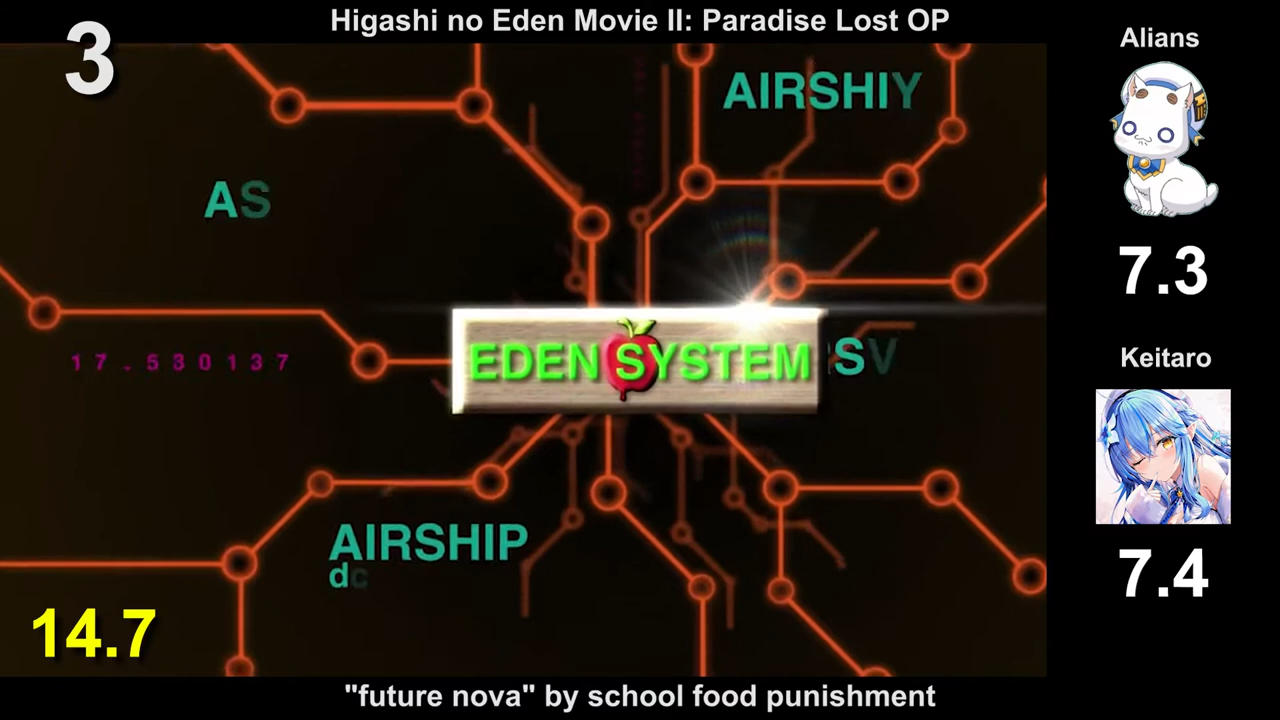 Higashi no Eden Movie II: Paradise Lost OP
3
Alians
AIRSHIY
AS
7.3
17.530137
EDEN SYSTEM
SV
Keitaro
AIRSHIP
dc
7.4
14.7
"future nova" by school food punishment